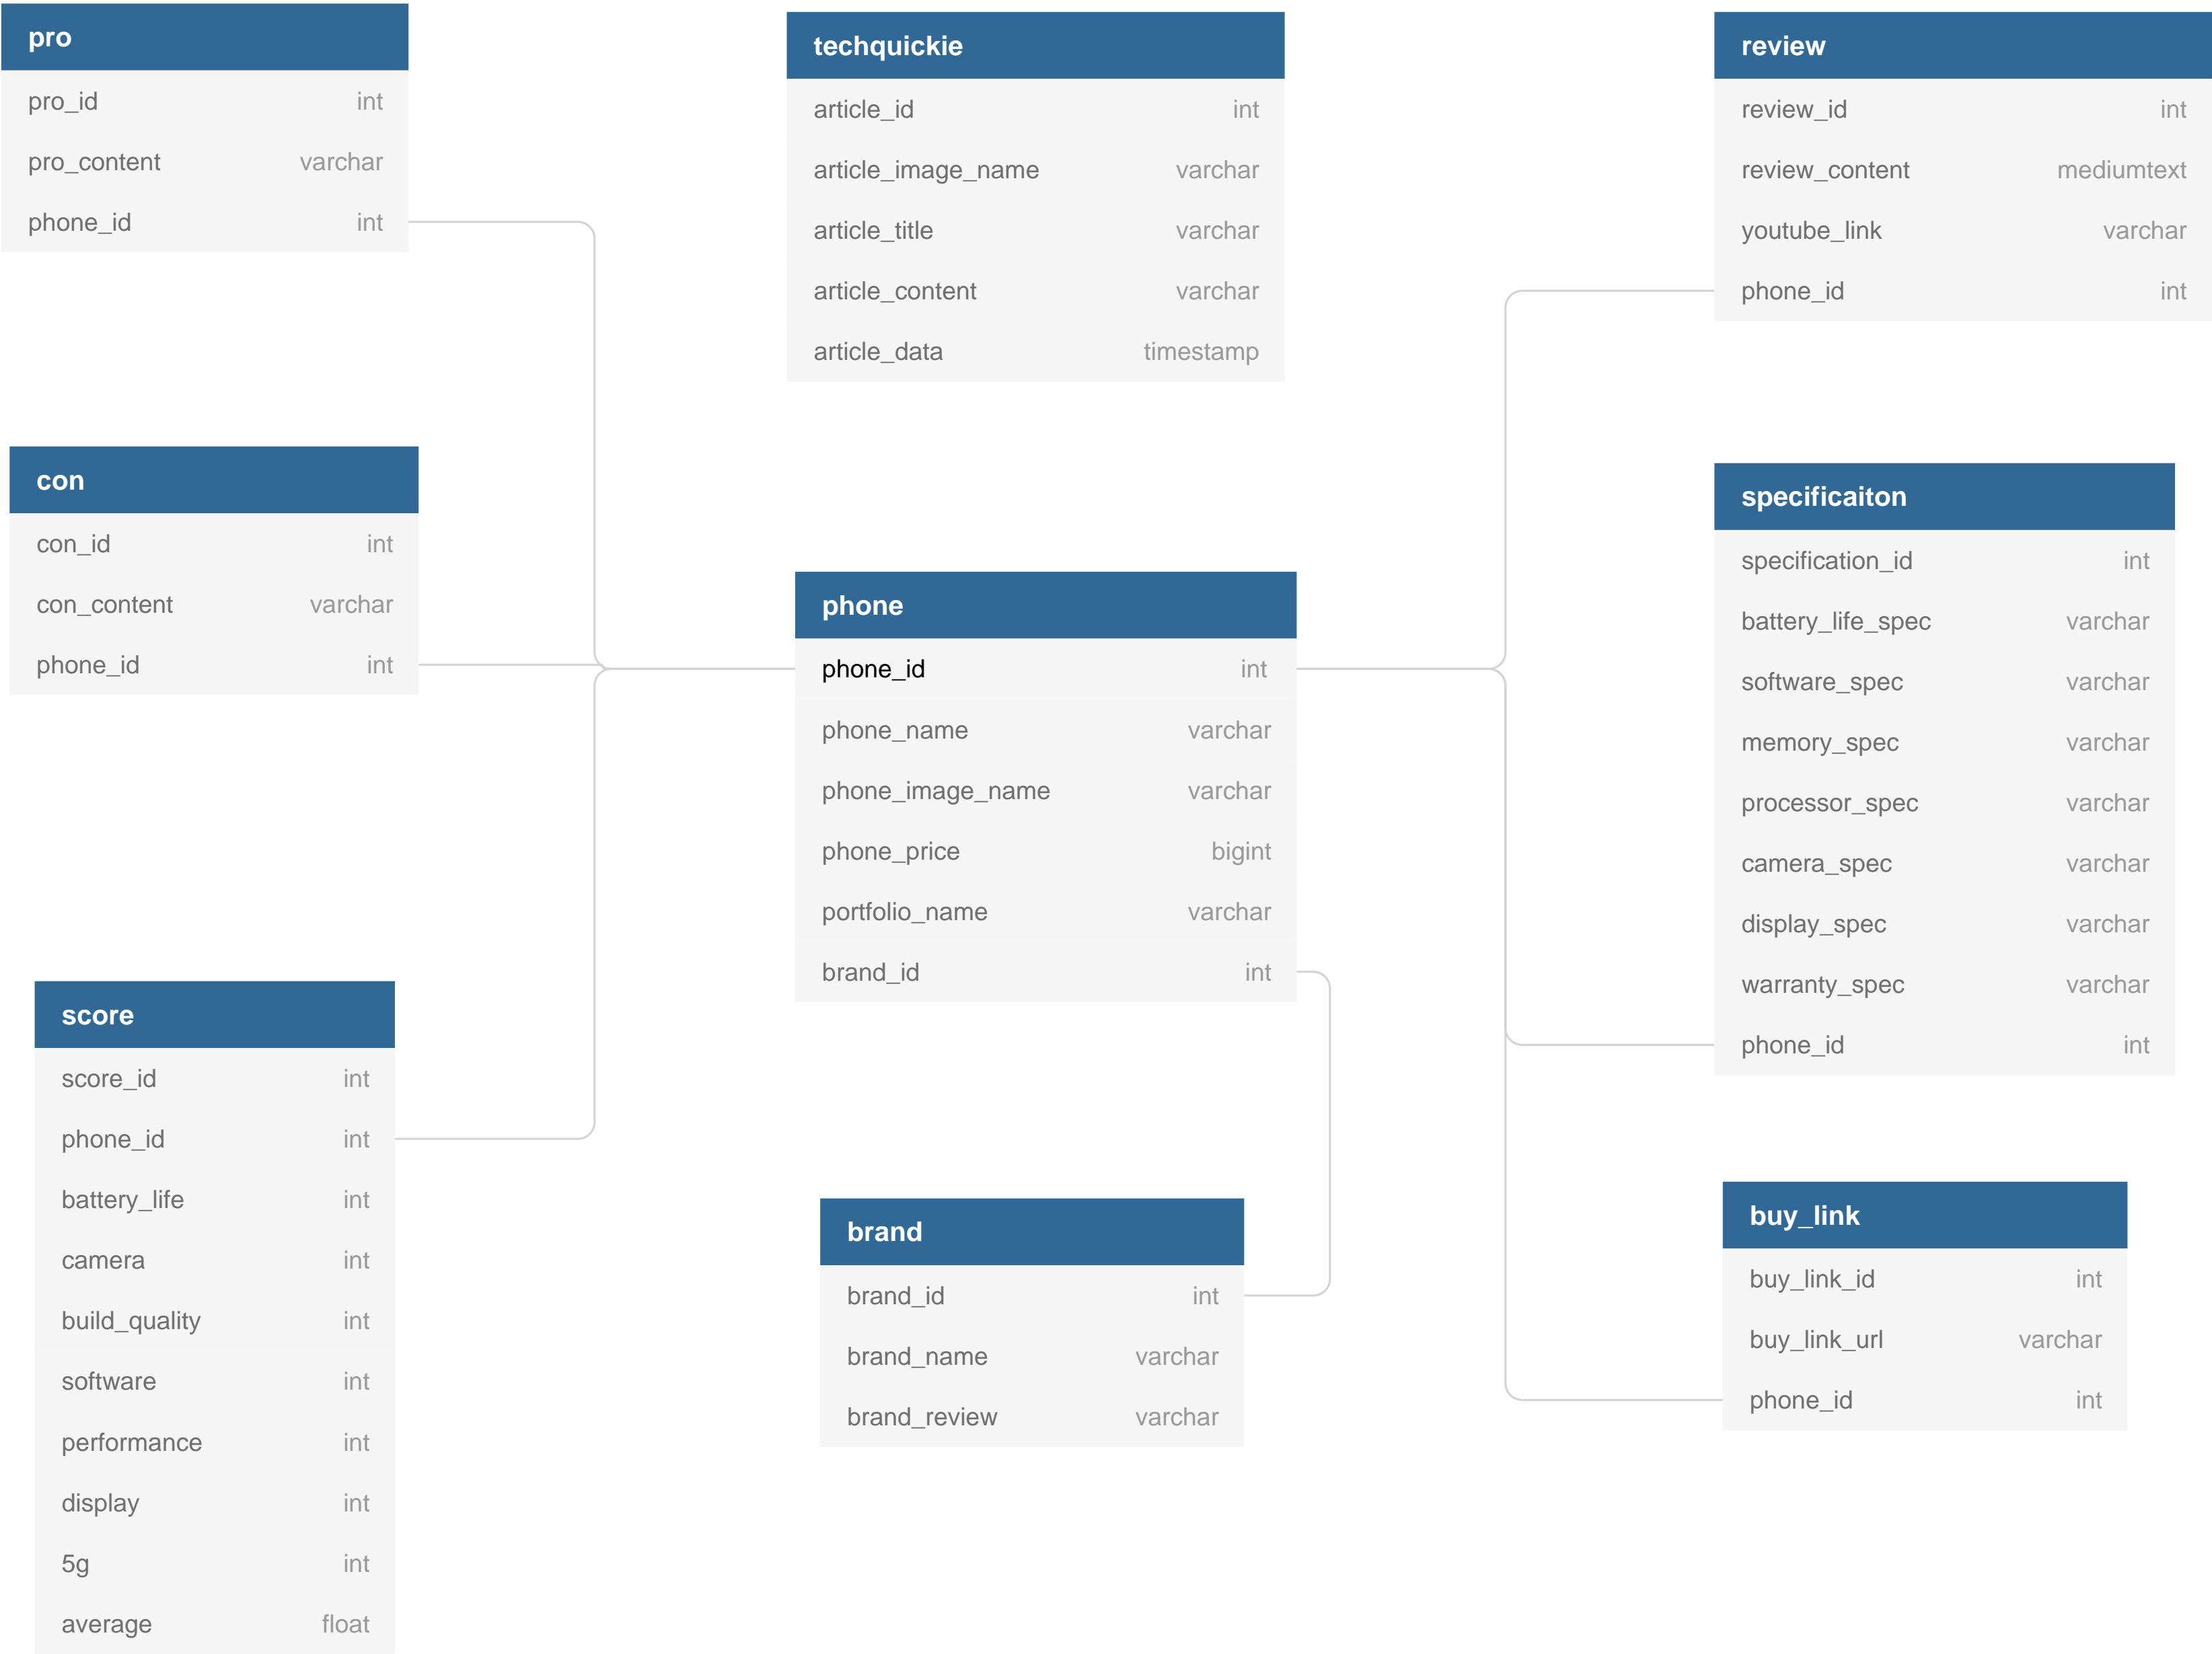 pro
pro_id int
pro_content varchar
phone_id int
techquickie
article_id int
article_image_name varchar
article_title varchar
article_content varchar
article_data timestamp
review
review_id int
review_content mediumtext
youtube_link varchar
phone_id int
con
con_id int
con_content varchar
phone_id int
phone
phone_id int
phone_name varchar
phone_image_name varchar
phone_price bigint
portfolio_name varchar
brand_id int
specificaiton
specification_id int
battery_life_spec varchar
software_spec varchar
memory_spec varchar
processor_spec varchar
camera_spec varchar
display_spec varchar
warranty_spec varchar
phone_id int
score
score_id int
phone_id int
battery_life int
camera int
build_quality int
software int
performance int
display int
5g int
average float
brand
brand_id int
brand_name varchar
brand_review varchar
buy_link
buy_link_id int
buy_link_url varchar
phone_id int